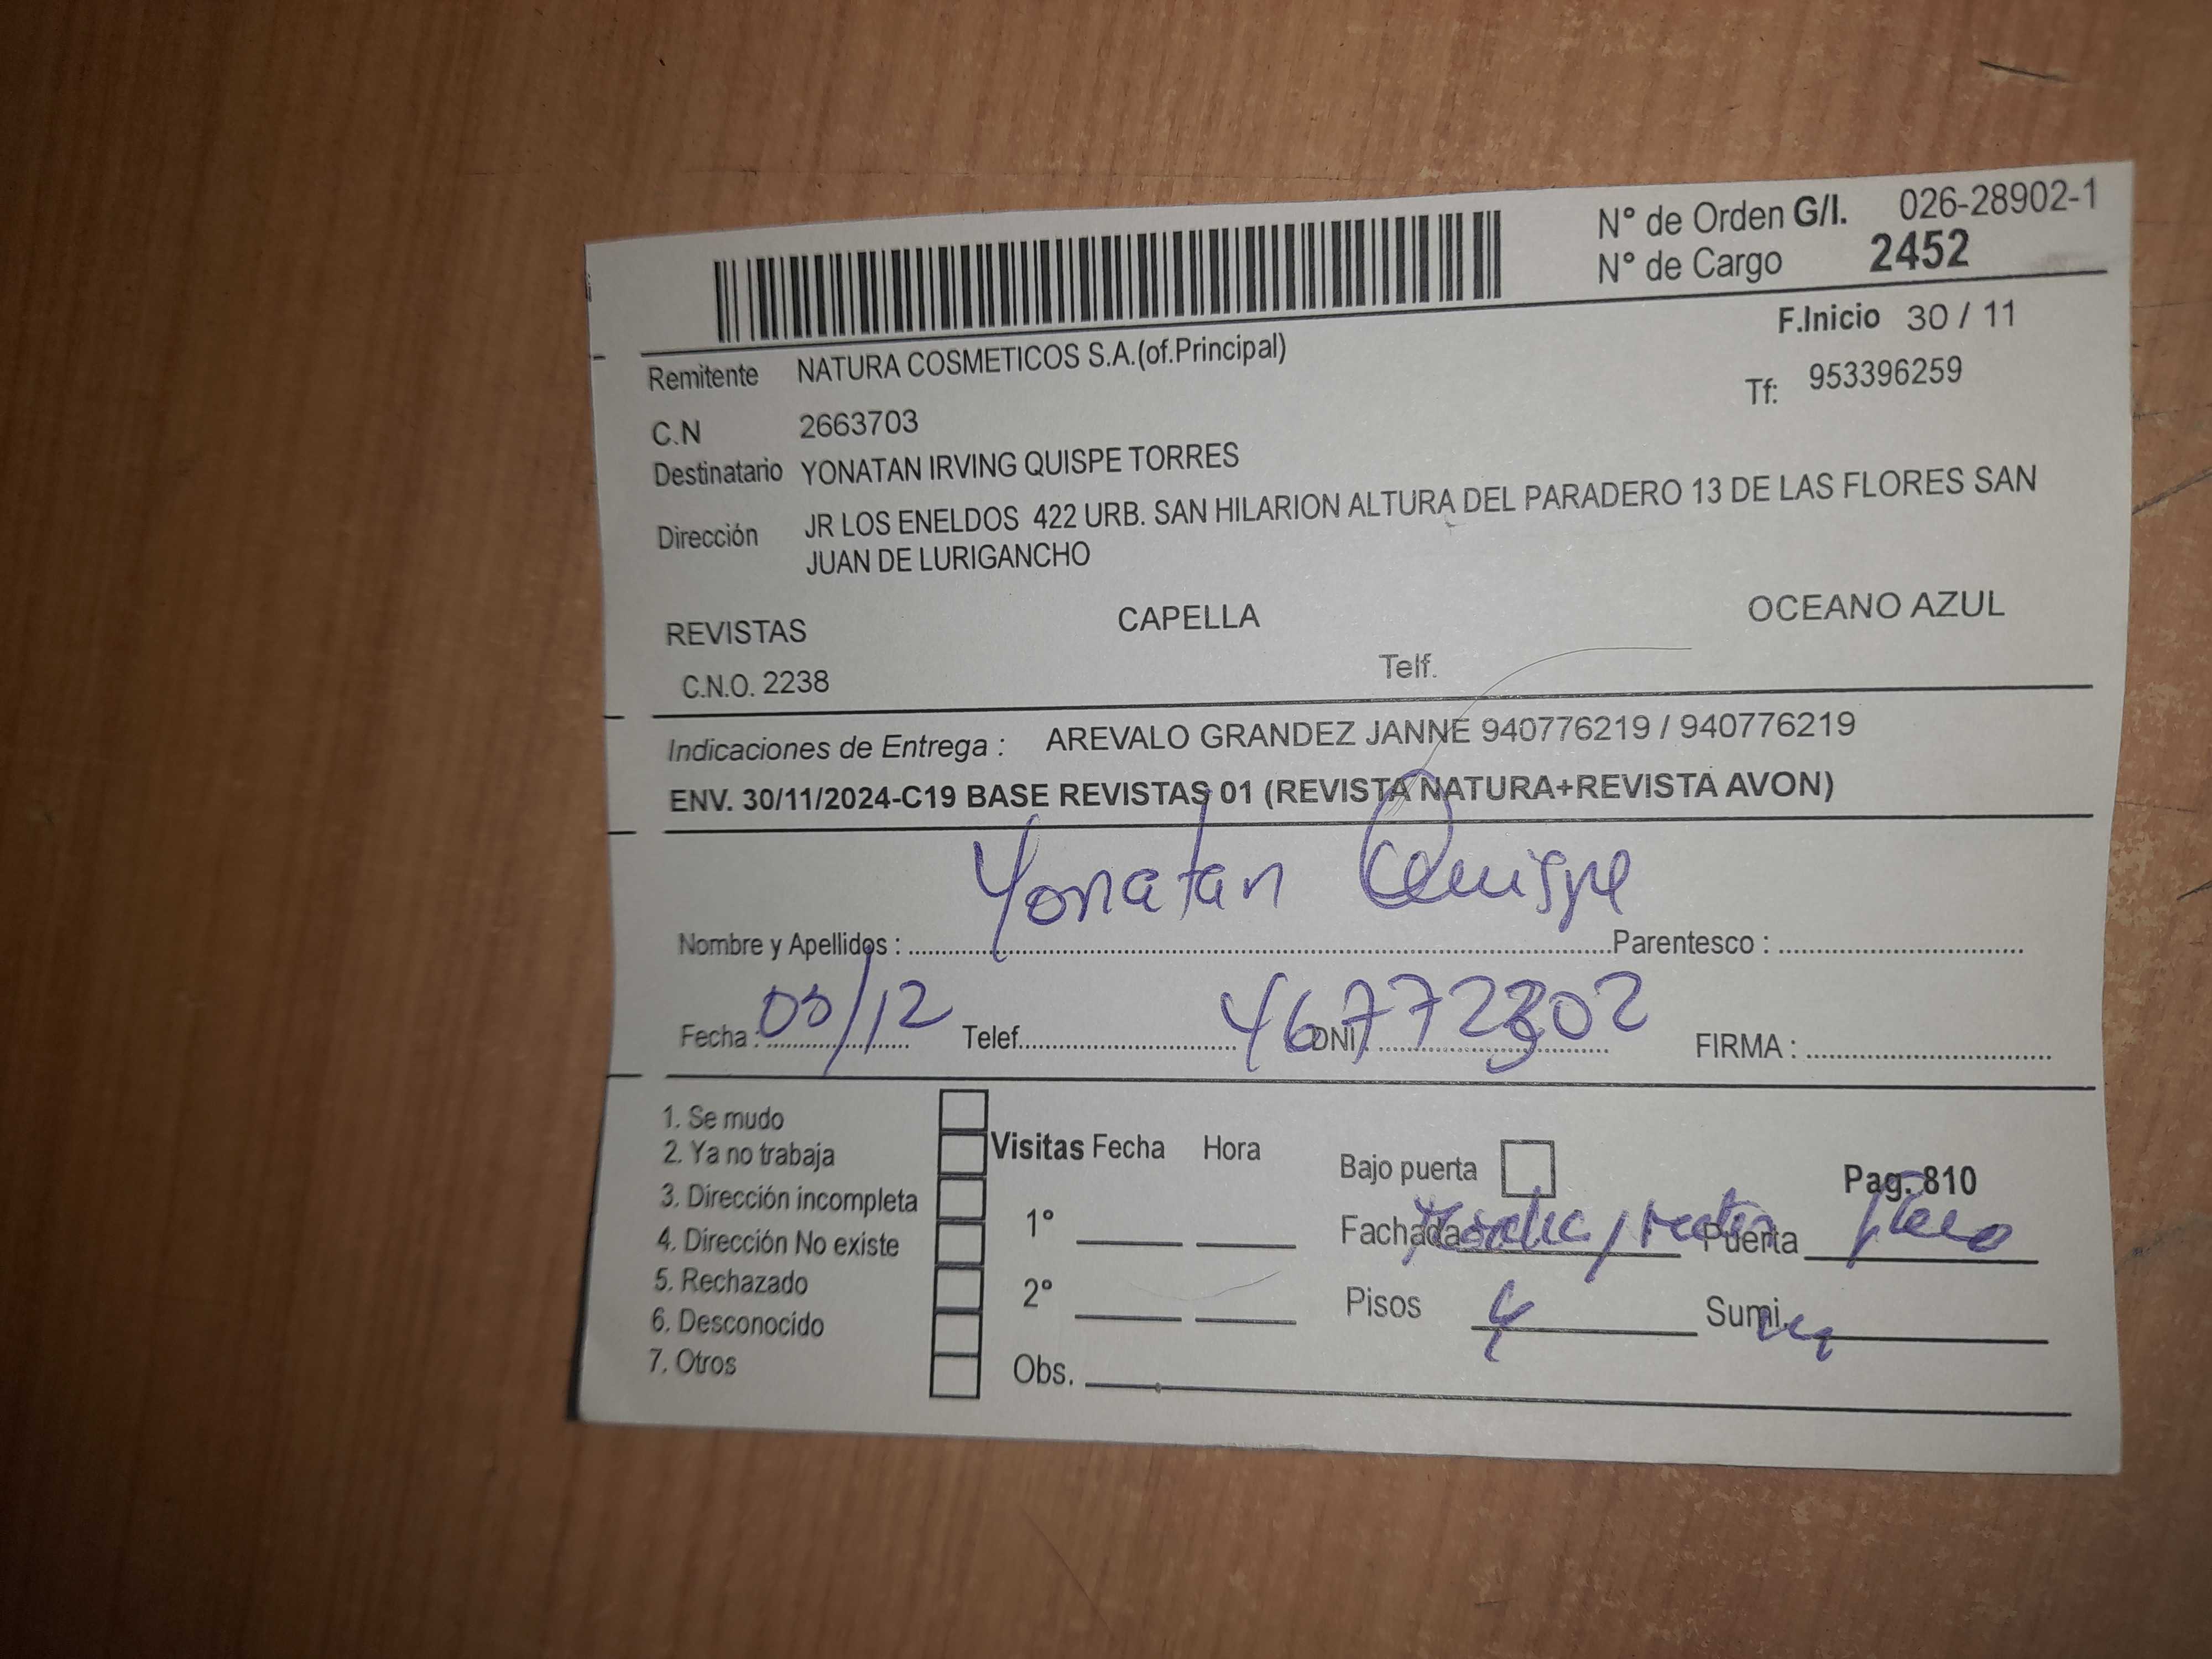 N° de Orden G/I. 026-28902-1
N° de Cargo 2452
F.Inicio 30 / 11
Remitente NATURA COSMETICOS S.A.(of.Principal)
Tf: 953396259
C.N 2663703
Destinatario YONATAN IRVING QUISPE TORRES
Dirección JR LOS ENELDOS 422 URB. SAN HILARION ALTURA DEL PARADERO 13 DE LAS FLORES SAN
JUAN DE LURIGANCHO
REVISTAS CAPELLA OCEANO AZUL
C.N.O. 2238 Telf.
Indicaciones de Entrega : AREVALO GRANDEZ JANNE 940776219 / 940776219
ENV. 30/11/2024-C19 BASE REVISTAS 01 (REVISTA NATURA+REVISTA AVON)
Yonatan Quispe
Nombre y Apellidos : Parentesco :
Fecha : 03/12 Telef. DNI 46772302 FIRMA :
1. Se mudo
2. Ya no trabaja
3. Dirección incompleta
4. Dirección No existe
5. Rechazado
6. Desconocido
7. Otros
Visitas Fecha Hora
1°
2°
Obs.
Bajo puerta Pag. 810
Fachada Puerta
Pisos 4 Sumi.